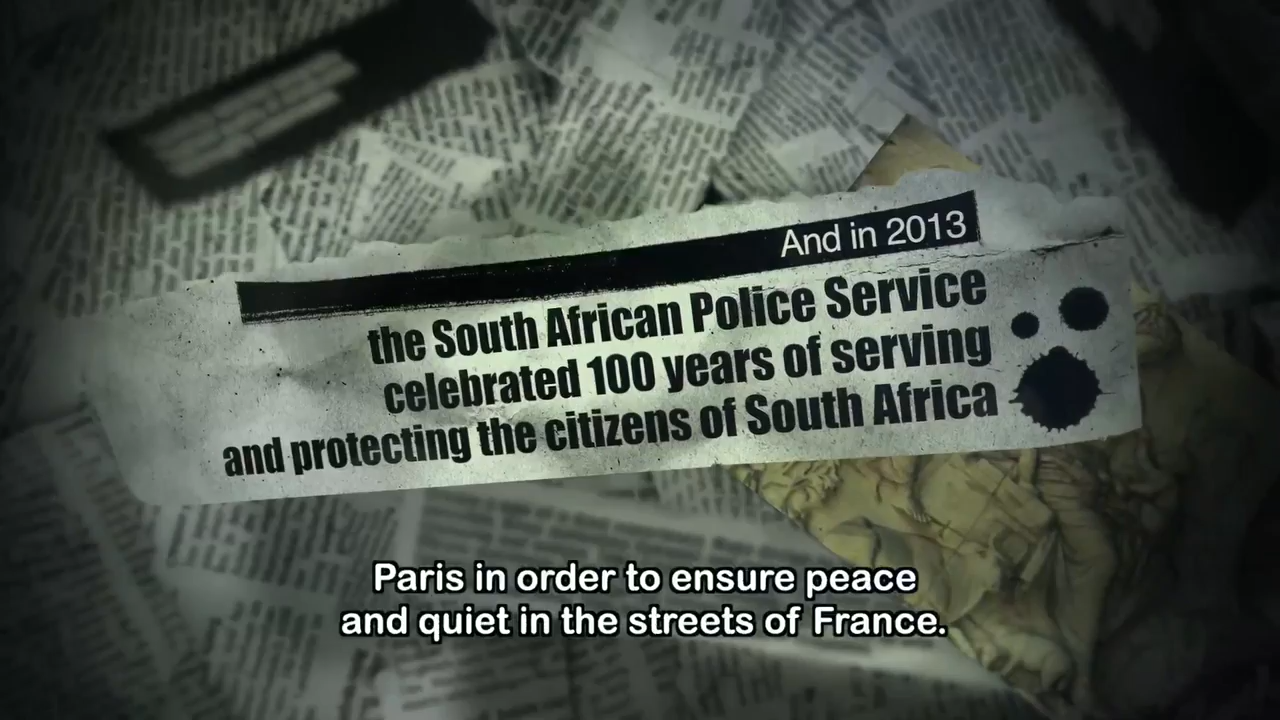 And in 2013
the South African Police Service
celebrated 100 years of serving
and protecting the citizens of South Africa
Paris in order to ensure peace
and quiet in the streets of France.